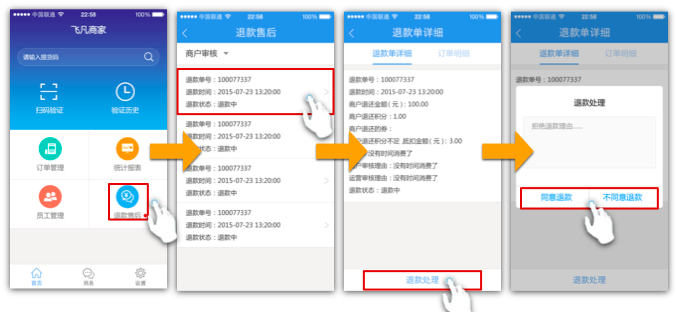 中国联通 22:58 100%
飞凡商家
请输入提货码
扫码验证 验证历史
订单管理 统计报表
员工管理 退款售后
首页 消息 设置
中国联通 22:58 100%
退款售后
商户审核
退款单号：100077337
退款时间：2015-07-23 13:20:00
退款状态：退款中
退款单号：100077337
退款时间：2015-07-23 13:20:00
退款状态：退款中
退款单号：100077337
退款时间：2015-07-23 13:20:00
退款状态：退款中
退款单号：100077337
退款时间：2015-07-23 13:20:00
退款状态：退款中
中国联通 22:58 100%
退款单详细
退款单详细 订单明细
退款单号：100077337
退款时间：2015-07-23 13:20:00
商户退还金额（元）：100.00
商户退还积分：1.00
商户退还的券：
户退还积分不足,抵扣金额（元）：3.00
没有时间消费了
户审核理由：没有时间消费了
运营审核理由：没有时间消费了
退款状态：退款中
退款处理
中国联通 22:58 100%
退款单详细
退款单详细 订单明细
退款单号：100077337
退款处理
拒绝退款理由......
同意退款 不同意退款
退款处理